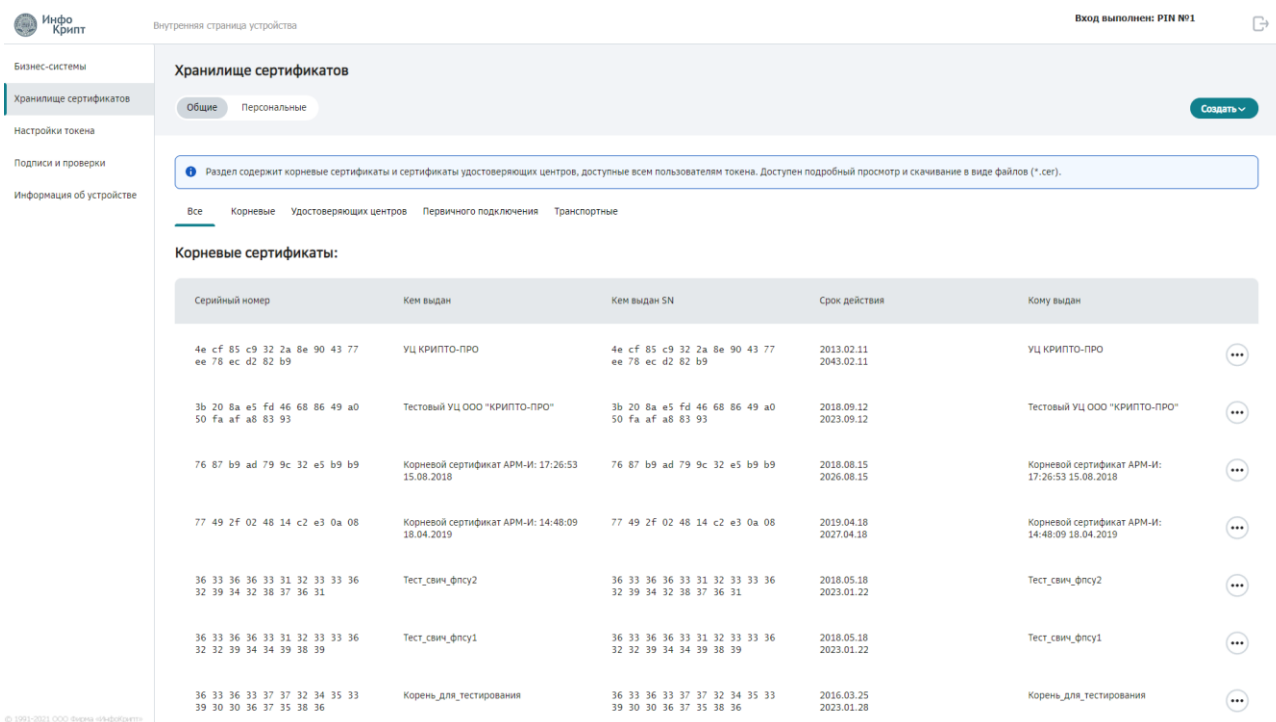 Инфо
Крипт
Внутренняя страница устройства
Вход выполнен: PIN №1
Бизнес-системы
Хранилище сертификатов
Настройки токена
Подписи и проверки
Информация об устройстве
Хранилище сертификатов
Общие Персональные
Создать
Раздел содержит корневые сертификаты и сертификаты удостоверяющих центров, доступные всем пользователям токена. Доступен подробный просмотр и скачивание в виде файлов (*.cer).
Все Корневые Удостоверяющих центров Первичного подключения Транспортные
Корневые сертификаты:
Серийный номер Кем выдан Кем выдан SN Срок действия Кому выдан
4e cf 85 c9 32 2a 8e 90 43 77 УЦ КРИПТО-ПРО 4e cf 85 c9 32 2a 8e 90 43 77 2013.02.11 УЦ КРИПТО-ПРО
ee 78 ec d2 82 b9 ee 78 ec d2 82 b9 2043.02.11
3b 20 8a e5 fd 46 68 86 49 a0 Тестовый УЦ ООО "КРИПТО-ПРО" 3b 20 8a e5 fd 46 68 86 49 a0 2018.09.12 Тестовый УЦ ООО "КРИПТО-ПРО"
50 fa af a8 83 93 50 fa af a8 83 93 2023.09.12
76 87 b9 ad 79 9c 32 e5 b9 b9 Корневой сертификат АРМ-И: 17:26:53 76 87 b9 ad 79 9c 32 e5 b9 b9 2018.08.15 Корневой сертификат АРМ-И:
15.08.2018 2026.08.15 17:26:53 15.08.2018
77 49 2f 02 48 14 c2 e3 0a 08 Корневой сертификат АРМ-И: 14:48:09 77 49 2f 02 48 14 c2 e3 0a 08 2019.04.18 Корневой сертификат АРМ-И:
18.04.2019 2027.04.18 14:48:09 18.04.2019
36 33 36 36 33 31 32 33 33 36 Тест_свич_фпсу2 36 33 36 36 33 31 32 33 33 36 2018.05.18 Тест_свич_фпсу2
32 39 34 32 38 37 36 31 32 39 34 32 38 37 36 31 2023.01.22
36 33 36 36 33 31 32 33 33 36 Тест_свич_фпсу1 36 33 36 36 33 31 32 33 33 36 2018.05.18 Тест_свич_фпсу1
32 32 39 34 34 39 38 39 32 32 39 34 34 39 38 39 2023.01.22
36 33 36 33 37 37 32 34 35 33 Корень_для_тестирования 36 33 36 33 37 37 32 34 35 33 2016.03.25 Корень_для_тестирования
39 30 30 36 37 35 38 36 39 30 30 36 37 35 38 36 2023.01.28
© 1991-2021 ООО Фирма «ИнфоКрипт»